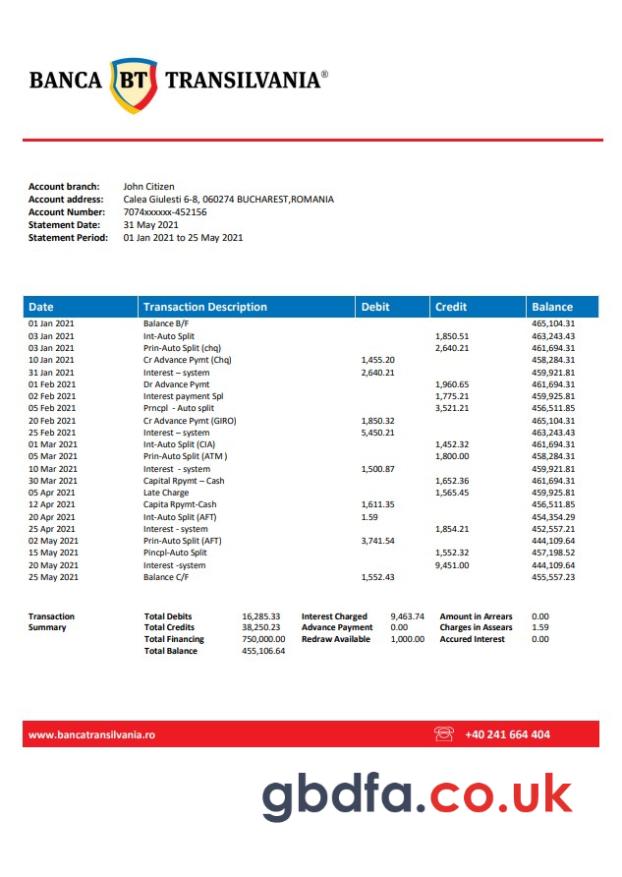 BANCA BT TRANSILVANIA®
Account branch: John Citizen
Account address: Calea Giulesti 6-8, 060274 BUCHAREST,ROMANIA
Account Number: 7074xxxxxx-452156
Statement Date: 31 May 2021
Statement Period: 01 Jan 2021 to 25 May 2021
Date Transaction Description Debit Credit Balance
01 Jan 2021 Balance B/F 465,104.31
03 Jan 2021 Int-Auto Split 1,850.51 463,243.43
03 Jan 2021 Prin-Auto Split (chq) 2,640.21 461,694.31
10 Jan 2021 Cr Advance Pymt (Chq) 1,455.20 458,284.31
31 Jan 2021 Interest – system 2,640.21 459,921.81
01 Feb 2021 Dr Advance Pymt 1,960.65 461,694.31
02 Feb 2021 Interest payment Spl 1,775.21 459,925.81
05 Feb 2021 Prncpl - Auto split 3,521.21 456,511.85
20 Feb 2021 Cr Advance Pymt (GIRO) 1,850.32 465,104.31
25 Feb 2021 Interest – system 5,450.21 463,243.43
01 Mar 2021 Int-Auto Split (CIA) 1,452.32 461,694.31
05 Mar 2021 Prin-Auto Split (ATM ) 1,800.00 458,284.31
10 Mar 2021 Interest - system 1,500.87 459,921.81
30 Mar 2021 Capital Rpymt – Cash 1,652.36 461,694.31
05 Apr 2021 Late Charge 1,565.45 459,925.81
12 Apr 2021 Capita Rpymt-Cash 1,611.35 456,511.85
20 Apr 2021 Int-Auto Split (AFT) 1.59 454,354.29
25 Apr 2021 Interest - system 1,854.21 452,557.21
02 May 2021 Prin-Auto Split (AFT) 3,741.54 444,109.64
15 May 2021 Pincpl-Auto Split 1,552.32 457,198.52
20 May 2021 Interest -system 9,451.00 444,109.64
25 May 2021 Balance C/F 1,552.43 455,557.23
Transaction Total Debits 16,285.33 Interest Charged 9,463.74 Amount in Arrears 0.00
Summary Total Credits 38,250.23 Advance Payment 0.00 Charges in Assears 1.59
Total Financing 750,000.00 Redraw Available 1,000.00 Accured Interest 0.00
Total Balance 455,106.64
www.bancatransilvania.ro +40 241 664 404
gbdfa.co.uk